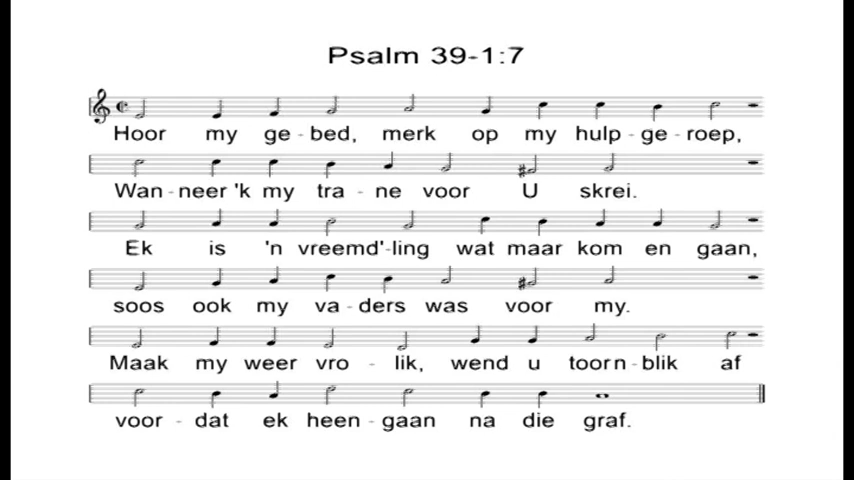 Psalm 39-1:7
Hoor my ge-bed, merk op my hulp-ge-roep,
Wan-neer 'k my tra-ne voor U skrei.
Ek is 'n vreemd'-ling wat maar kom en gaan,
soos ook my va-ders was voor my.
Maak my weer vro-lik, wend u toorn-blik af
voor-dat ek heen-gaan na die graf.